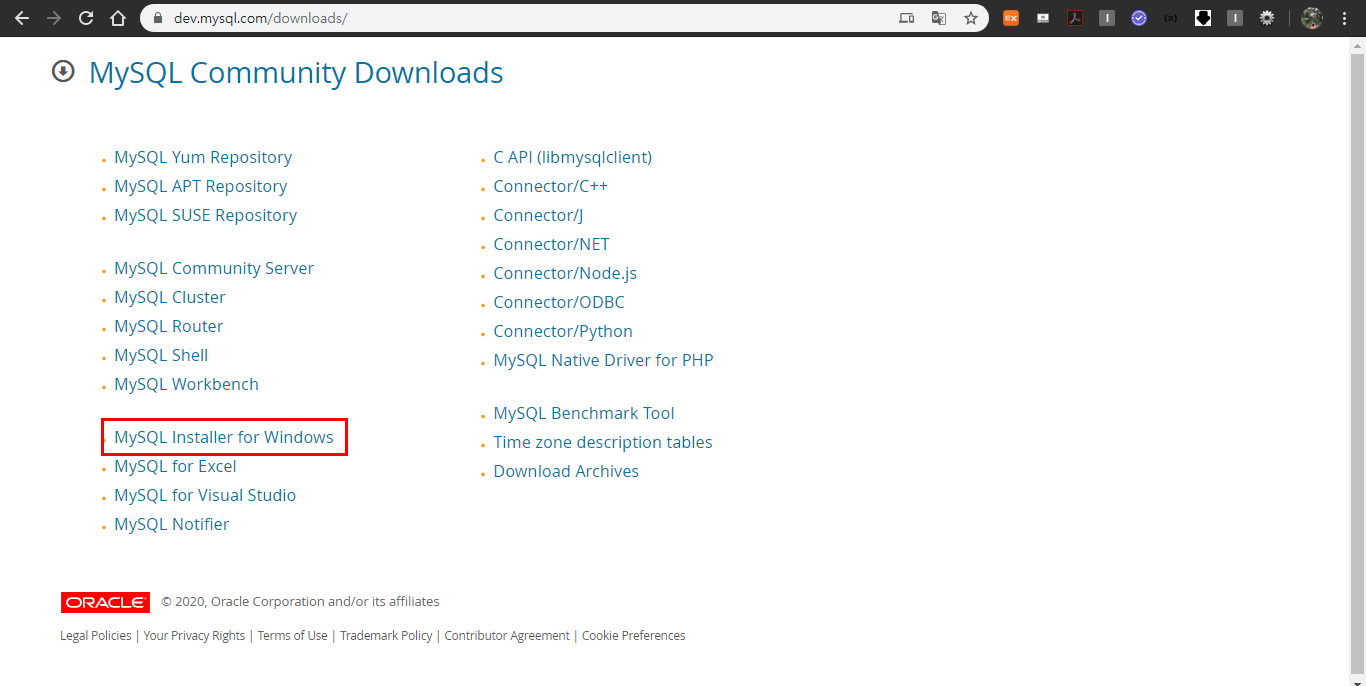 dev.mysql.com/downloads/
MySQL Community Downloads
MySQL Yum Repository
MySQL APT Repository
MySQL SUSE Repository
MySQL Community Server
MySQL Cluster
MySQL Router
MySQL Shell
MySQL Workbench
MySQL Installer for Windows
MySQL for Excel
MySQL for Visual Studio
MySQL Notifier
C API (libmysqlclient)
Connector/C++
Connector/J
Connector/NET
Connector/Node.js
Connector/ODBC
Connector/Python
MySQL Native Driver for PHP
MySQL Benchmark Tool
Time zone description tables
Download Archives
ORACLE © 2020, Oracle Corporation and/or its affiliates
Legal Policies | Your Privacy Rights | Terms of Use | Trademark Policy | Contributor Agreement | Cookie Preferences